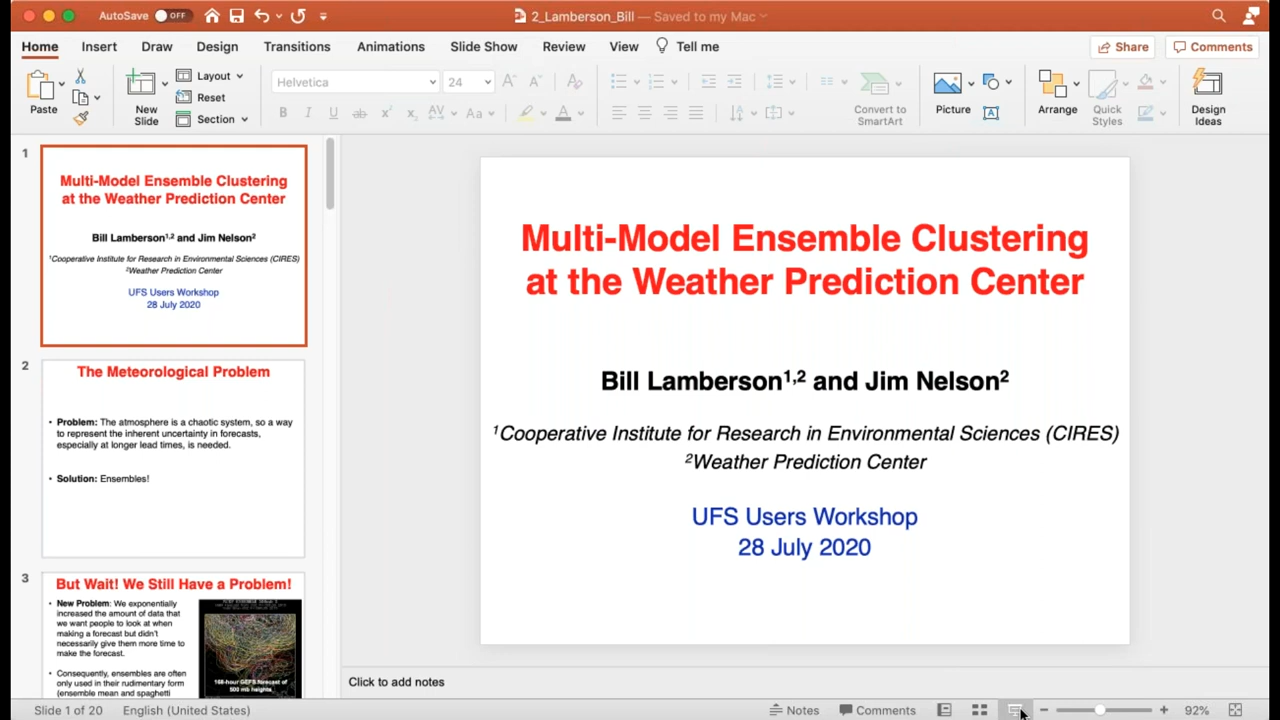 AutoSave OFF
2_Lamberson_Bill — Saved to my Mac
Home Insert Draw Design Transitions Animations Slide Show Review View Tell me
Share Comments
Paste
New
Slide
Layout
Reset
Section
Helvetica 24
B I U ab x² x₂ AV Aa A
Convert to
SmartArt
Picture
Arrange
Quick
Styles
Design
Ideas
1
Multi-Model Ensemble Clustering
at the Weather Prediction Center
Bill Lamberson1,2 and Jim Nelson2
1Cooperative Institute for Research in Environmental Sciences (CIRES)
2Weather Prediction Center
UFS Users Workshop
28 July 2020
2
The Meteorological Problem
• Problem: The atmosphere is a chaotic system, so a way
to represent the inherent uncertainty in forecasts,
especially at longer lead times, is needed.
• Solution: Ensembles!
3
But Wait! We Still Have a Problem!
• New Problem: We exponentially
increased the amount of data that
we want people to look at when
making a forecast but didn't
necessarily give them more time to
make the forecast.
• Consequently, ensembles are often
only used in their rudimentary form
(ensemble mean and spaghetti
168-hour GEFS forecast of
500 mb heights
Multi-Model Ensemble Clustering
at the Weather Prediction Center
Bill Lamberson1,2 and Jim Nelson2
1Cooperative Institute for Research in Environmental Sciences (CIRES)
2Weather Prediction Center
UFS Users Workshop
28 July 2020
Click to add notes
Slide 1 of 20 English (United States)
Notes Comments 92%